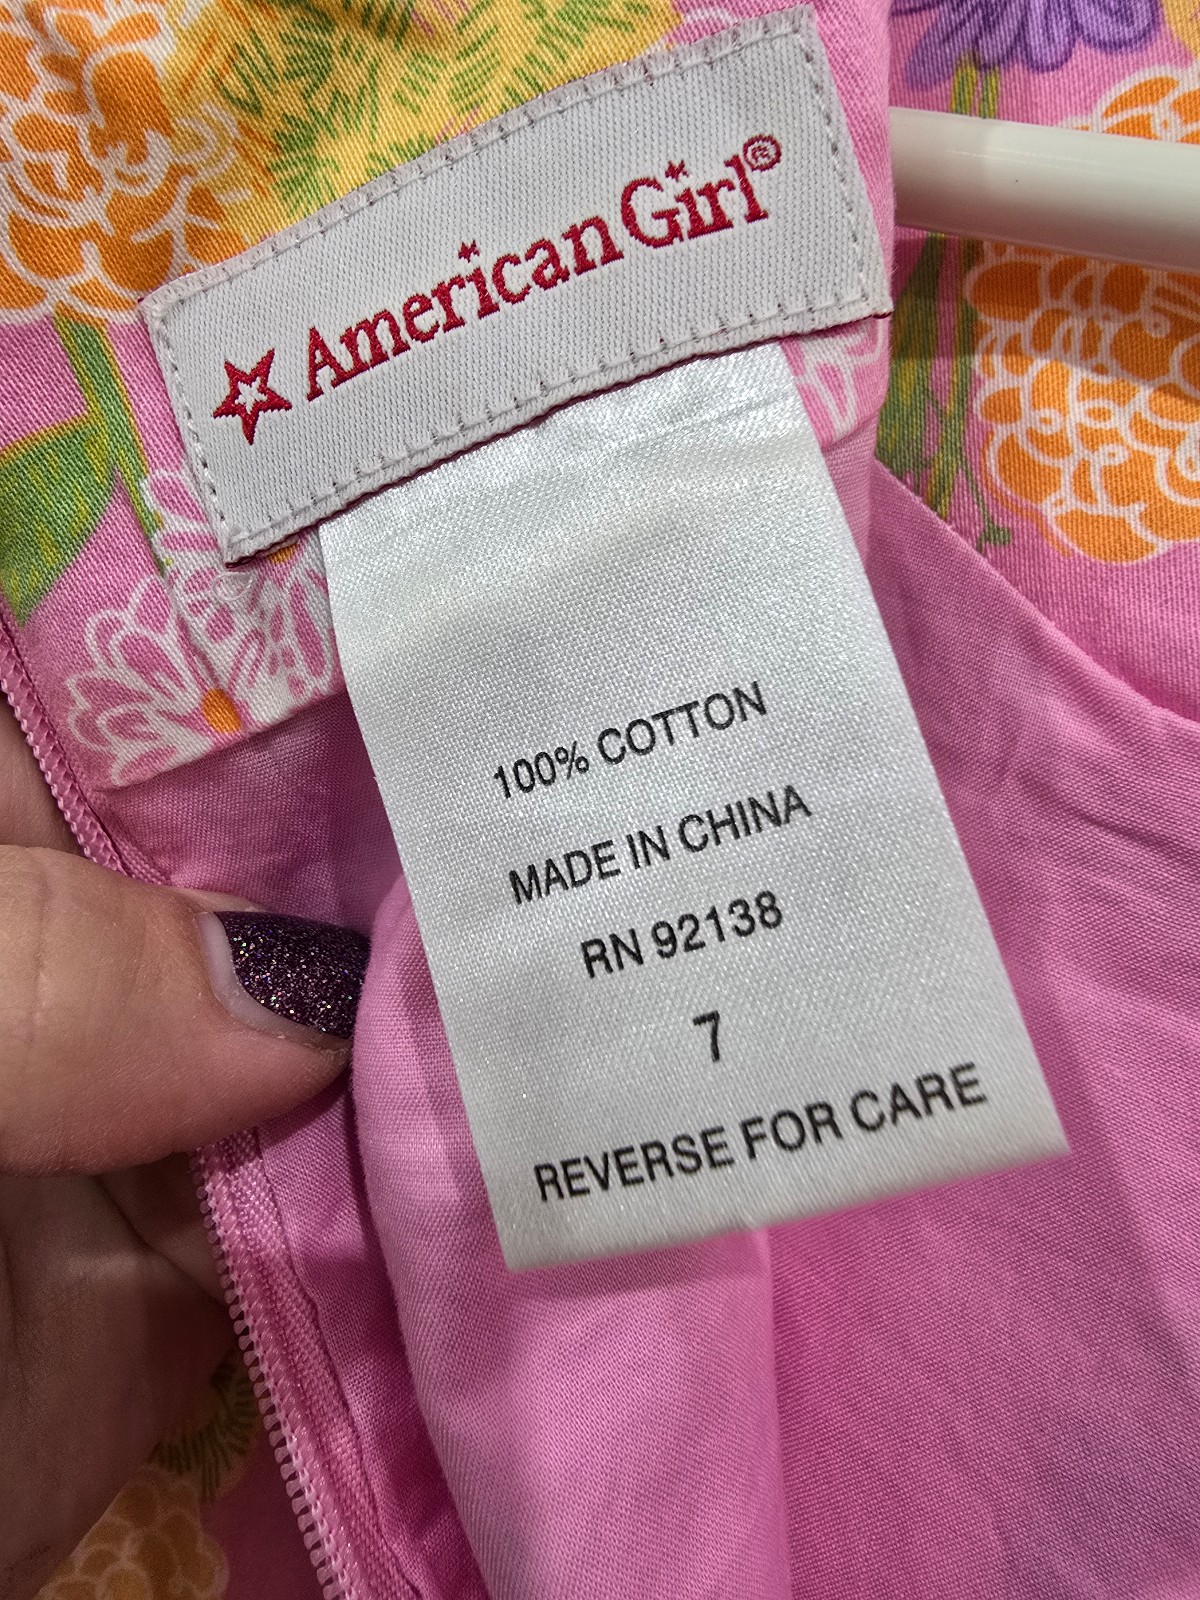 American Girl®
100% COTTON
MADE IN CHINA
RN 92138
7
REVERSE FOR CARE